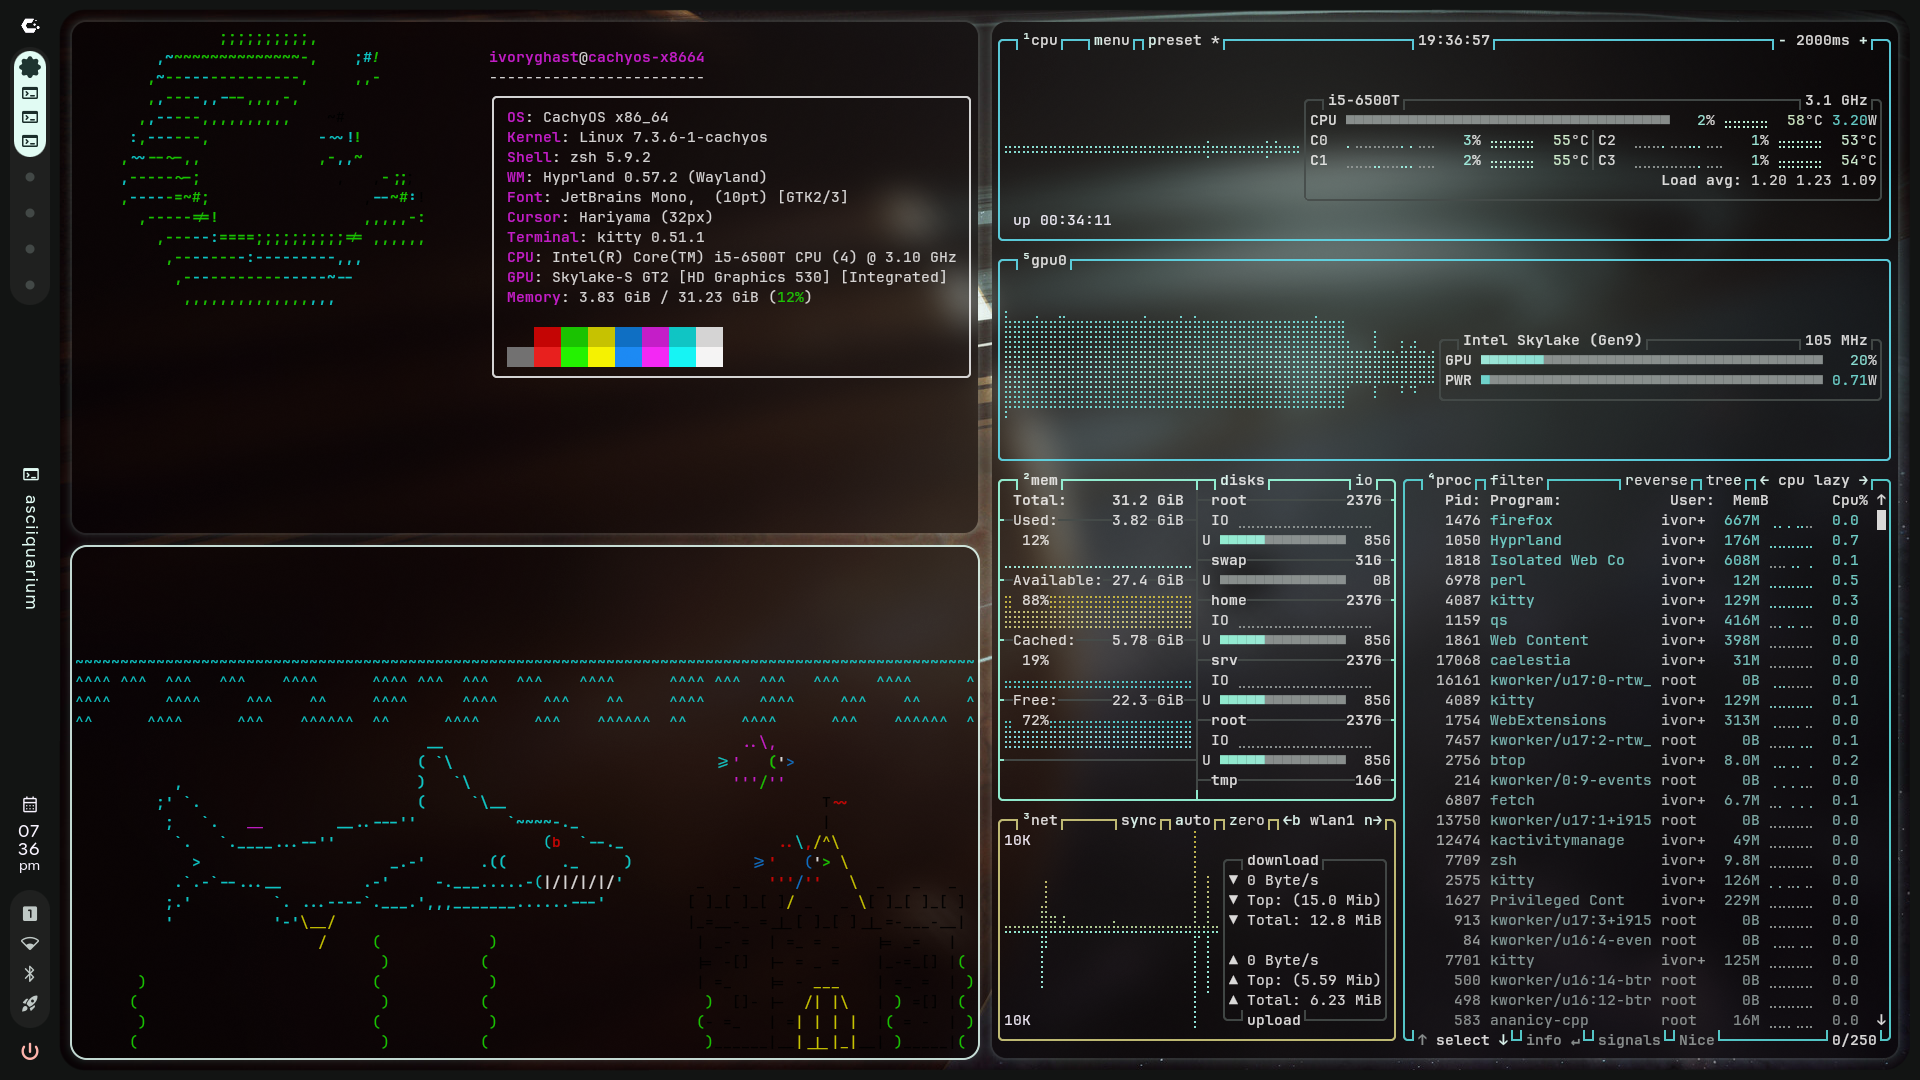 ivoryghast@cachyos-x8664
------------------------
OS: CachyOS x86_64
Kernel: Linux 7.3.6-1-cachyos
Shell: zsh 5.9.2
WM: Hyprland 0.57.2 (Wayland)
Font: JetBrains Mono,  (10pt) [GTK2/3]
Cursor: Hariyama (32px)
Terminal: kitty 0.51.1
CPU: Intel(R) Core(TM) i5-6500T CPU (4) @ 3.10 GHz
GPU: Skylake-S GT2 [HD Graphics 530] [Integrated]
Memory: 3.83 GiB / 31.23 GiB (12%)
asciiquarium
07
36
pm
1
¹cpu menu preset * 19:36:57 - 2000ms +
i5-6500T 3.1 GHz
CPU 2% 58°C 3.20W
C0 3% 55°C C2 1% 53°C
C1 2% 55°C C3 1% 54°C
Load avg: 1.20 1.23 1.09
up 00:34:11
⁵gpu0
Intel Skylake (Gen9) 105 MHz
GPU 20%
PWR 0.71W
²mem
Total: 31.2 GiB
Used: 3.82 GiB
12%
Available: 27.4 GiB
88%
Cached: 5.78 GiB
19%
Free: 22.3 GiB
72%
disks io
root 237G
IO
U 85G
swap 31G
U 0B
home 237G
IO
U 85G
srv 237G
IO
U 85G
root 237G
IO
U 85G
tmp 16G
³net sync auto zero ←b wlan1 n→
10K
download
▼ 0 Byte/s
▼ Top: (15.0 Mib)
▼ Total: 12.8 MiB
▲ 0 Byte/s
▲ Top: (5.59 Mib)
▲ Total: 6.23 MiB
upload
10K
⁴proc filter reverse tree ← cpu lazy →
Pid: Program: User: MemB Cpu% ↑
1476 firefox ivor+ 667M 0.0
1050 Hyprland ivor+ 176M 0.7
1818 Isolated Web Co ivor+ 608M 0.1
6978 perl ivor+ 12M 0.5
4087 kitty ivor+ 129M 0.3
1159 qs ivor+ 416M 0.0
1861 Web Content ivor+ 398M 0.0
17068 caelestia ivor+ 31M 0.0
16161 kworker/u17:0-rtw_ root 0B 0.0
4089 kitty ivor+ 129M 0.1
1754 WebExtensions ivor+ 313M 0.0
7457 kworker/u17:2-rtw_ root 0B 0.1
2756 btop ivor+ 8.0M 0.2
214 kworker/0:9-events root 0B 0.0
6807 fetch ivor+ 6.7M 0.1
13750 kworker/u17:1+i915 root 0B 0.0
12474 kactivitymanage ivor+ 49M 0.0
7709 zsh ivor+ 9.8M 0.0
2575 kitty ivor+ 126M 0.0
1627 Privileged Cont ivor+ 229M 0.0
913 kworker/u17:3+i915 root 0B 0.0
84 kworker/u16:4-even root 0B 0.0
7701 kitty ivor+ 125M 0.0
500 kworker/u16:14-btr root 0B 0.0
498 kworker/u16:12-btr root 0B 0.0
583 ananicy-cpp root 16M 0.0 ↓
↑ select ↓ info ↵ signals Nice 0/250